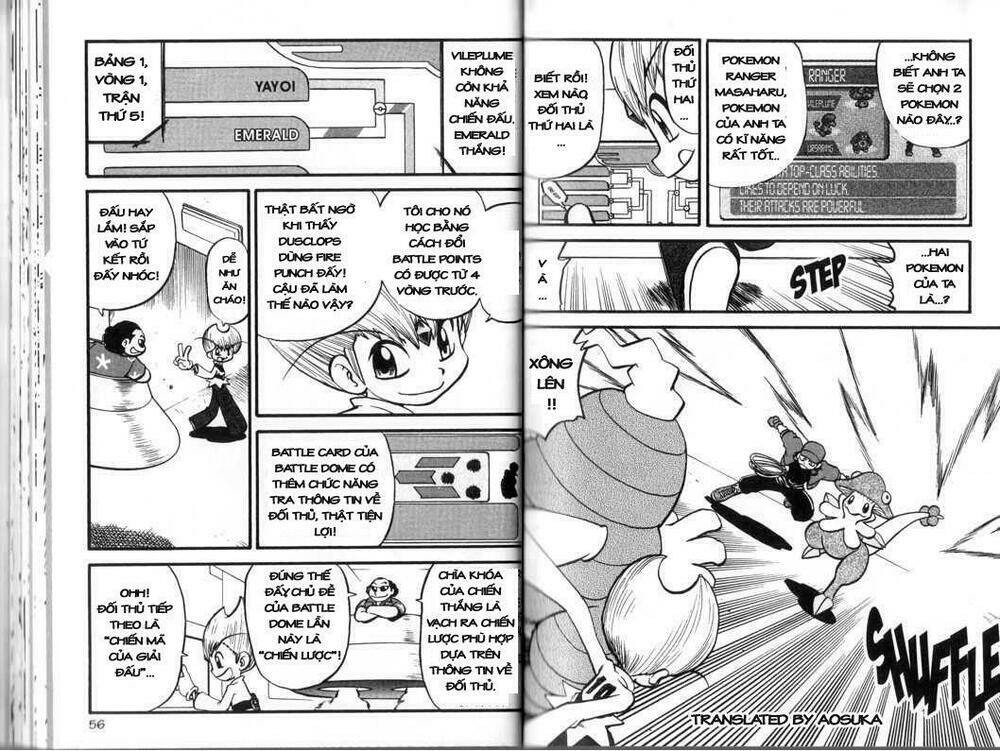 ...KHÔNG
BIẾT ANH TA
SẼ CHỌN 2
POKEMON
NÀO ĐÂY...?
RANGER
VILEPLUME
URSARING
TOP-CLASS ABILITIES
LIKES TO DEPEND ON LUCK
THEIR ATTACKS ARE POWERFUL
POKEMON
RANGER
MASAHARU,
POKEMON
CỦA ANH TA
CÓ KĨ NĂNG
RẤT TỐT...
ĐỐI
THỦ
THỨ
HAI
...
BIẾT RỒI!
XEM NÀO,
ĐỐI THỦ
THỨ HAI LÀ
...
...HAI
POKEMON
CỦA TA
LÀ...?
STEP
V
À
...
XÔNG
LÊN
!!
SHUFFLE
TRANSLATED BY AOSUKA
VILEPLUME
KHÔNG
CÒN KHẢ
NĂNG
CHIẾN ĐẤU.
EMERALD
THẮNG!
YAYOI
EMERALD
BẢNG 1,
VÒNG 1,
TRẬN
THỨ 5!
TÔI CHO NÓ
HỌC BẰNG
CÁCH ĐỔI
BATTLE POINTS
CÓ ĐƯỢC TỪ 4
VÒNG TRƯỚC.
THẬT BẤT NGỜ
KHI THẤY
DUSCLOPS
DÙNG FIRE
PUNCH ĐẤY!
CẬU ĐÃ LÀM
THẾ NÀO VẬY?
DỄ
NHƯ
ĂN
CHÁO!
ĐẤU HAY
LẮM! SẮP
VÀO TỨ
KẾT RỒI
ĐẤY NHÓC!
BATTLE CARD CỦA
BATTLE DOME CÓ
THÊM CHỨC NĂNG
TRA THÔNG TIN VỀ
ĐỐI THỦ, THẬT TIỆN
LỢI!
CHÌA KHÓA
CỦA CHIẾN
THẮNG LÀ
VẠCH RA CHIẾN
LƯỢC PHÙ HỢP
DỰA TRÊN
THÔNG TIN VỀ
ĐỐI THỦ.
ĐÚNG THẾ
ĐẤY, CHỦ ĐỀ
CỦA BATTLE
DOME LẦN
NÀY LÀ
"CHIẾN LƯỢC"!
OHH!
ĐỐI THỦ TIẾP
THEO LÀ
"CHIẾN MÃ
CỦA GIẢI
ĐẤU"...
56